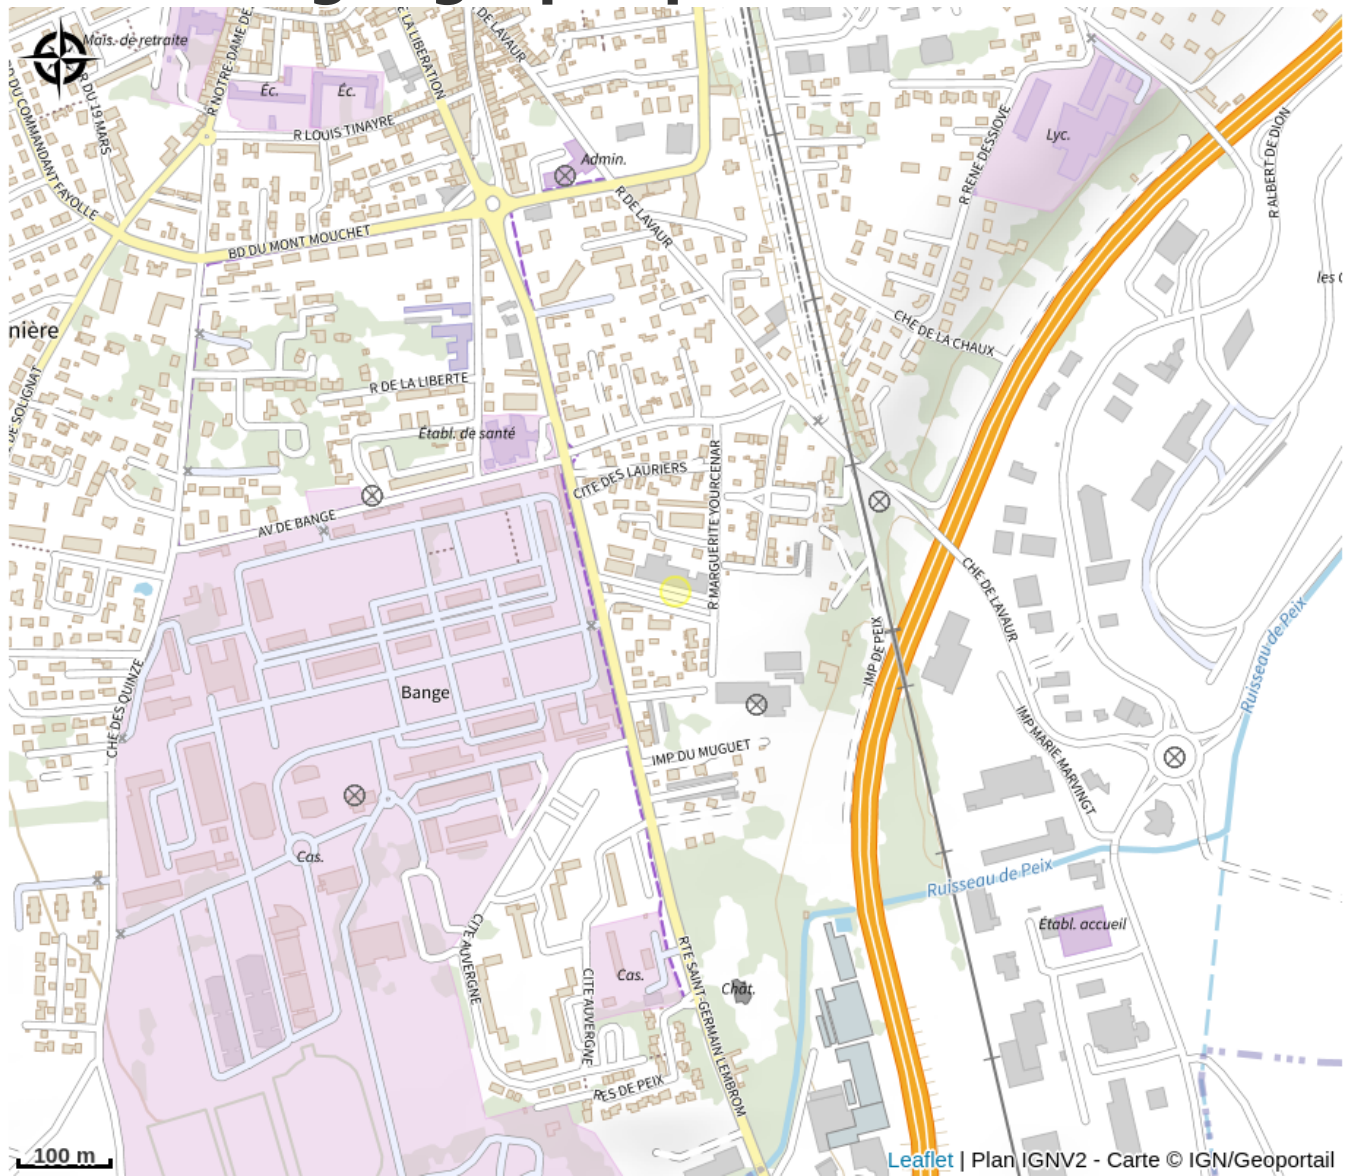 Mais. de retraite
R DU 19 MARS
BD DU COMMANDANT FAYOLLE
R NOTRE-DAME DE
Éc.
Éc.
R LOUIS TINAYRE
LA LIBERATION
DE LAVAUR
Admin.
R DE LAVAUR
BD DU MONT MOUCHET
Lyc.
R RENE DESSIOVE
R ALBERT DE DION
les
CHE DE LA CHAUX
nière
DE SOLIGNAT
R DE LA LIBERTE
Établ. de santé
CITE DES LAURIERS
R MARGUERITE YOURCENAR
AV DE BANGE
CHE DE LAVAUR
IMP DE PEIX
Ruisseau de Peix
CHE DES QUINZE
Bange
IMP DU MUGUET
IMP MARIE MARVINGT
Cas.
Ruisseau de Peix
Établ. accueil
CITE AUVERGNE
CITE AUVERGNE
Cas.
RTE SAINT-GERMAIN LEMBROM
Chât.
RES DE PEIX
100 m
Leaflet | Plan IGNV2 - Carte © IGN/Geoportail